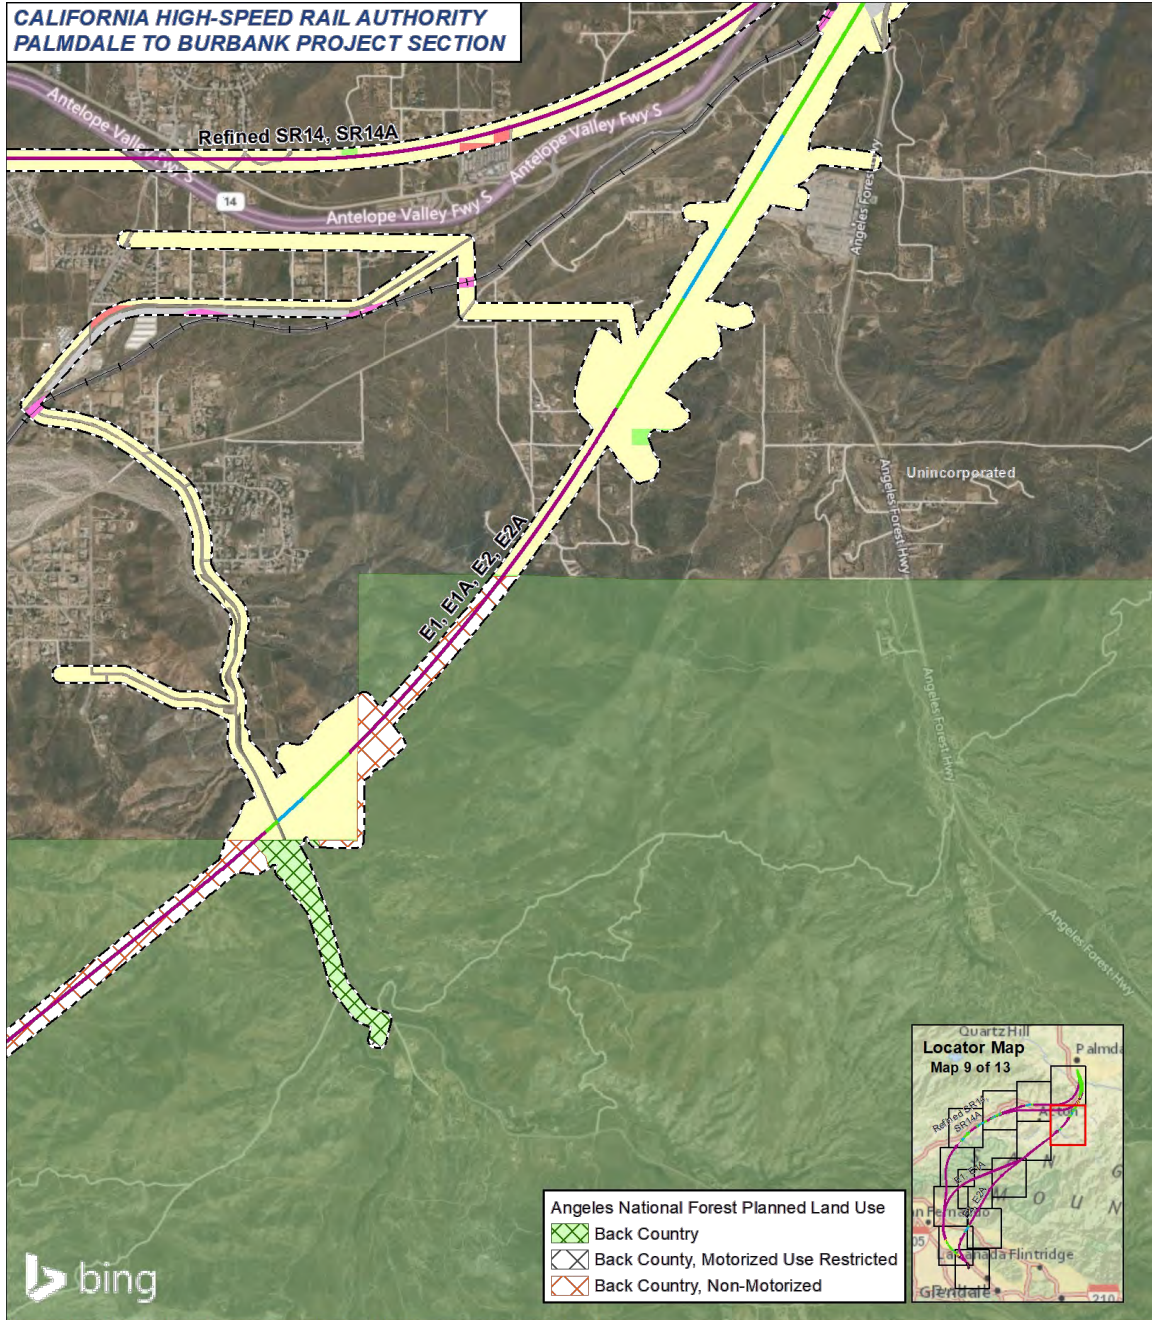 CALIFORNIA HIGH-SPEED RAIL AUTHORITY
PALMDALE TO BURBANK PROJECT SECTION
Antelope Valley Fwy S
Refined SR14, SR14A
Antelope Valley Fwy S
14
Antelope Valley Fwy S
Angeles Forest Hwy
Unincorporated
Angeles Forest Hwy
E1, E1A, E2, E2A
Angeles Forest Hwy
Angeles Forest Hwy
Quartz Hill
Locator Map
Palmda
Map 9 of 13
Refined SR14,
SR14A
Acton
A N G
M O U N
an Fernando
05
La Canada Flintridge
Glendale
210
Angeles National Forest Planned Land Use
Back Country
Back County, Motorized Use Restricted
Back Country, Non-Motorized
bing